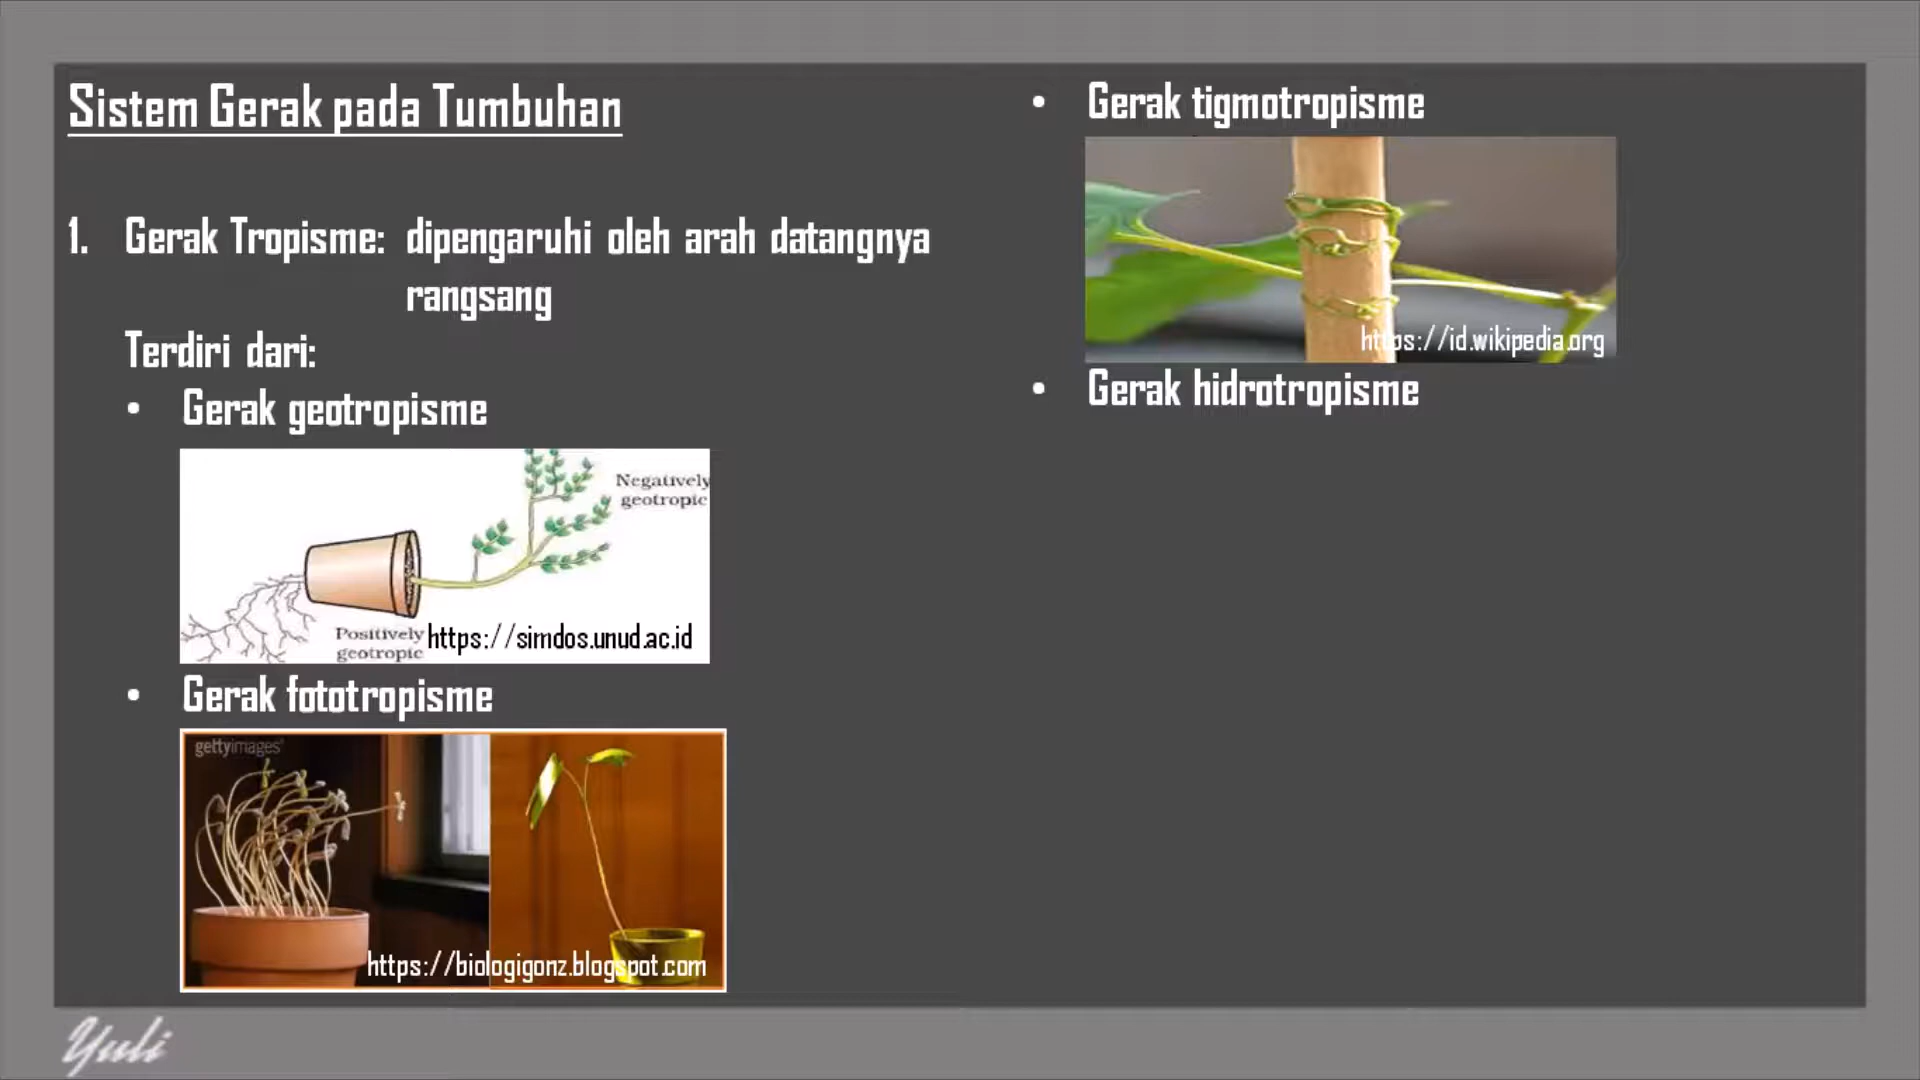 Sistem Gerak pada Tumbuhan
1. Gerak Tropisme: dipengaruhi oleh arah datangnya
rangsang
Terdiri dari:
• Gerak geotropisme
Negatively
geotropic
Positively
geotropic
https://simdos.unud.ac.id
• Gerak fototropisme
gettyimages®
https://biologigonz.blogspot.com
• Gerak tigmotropisme
https://id.wikipedia.org
• Gerak hidrotropisme
Yuli